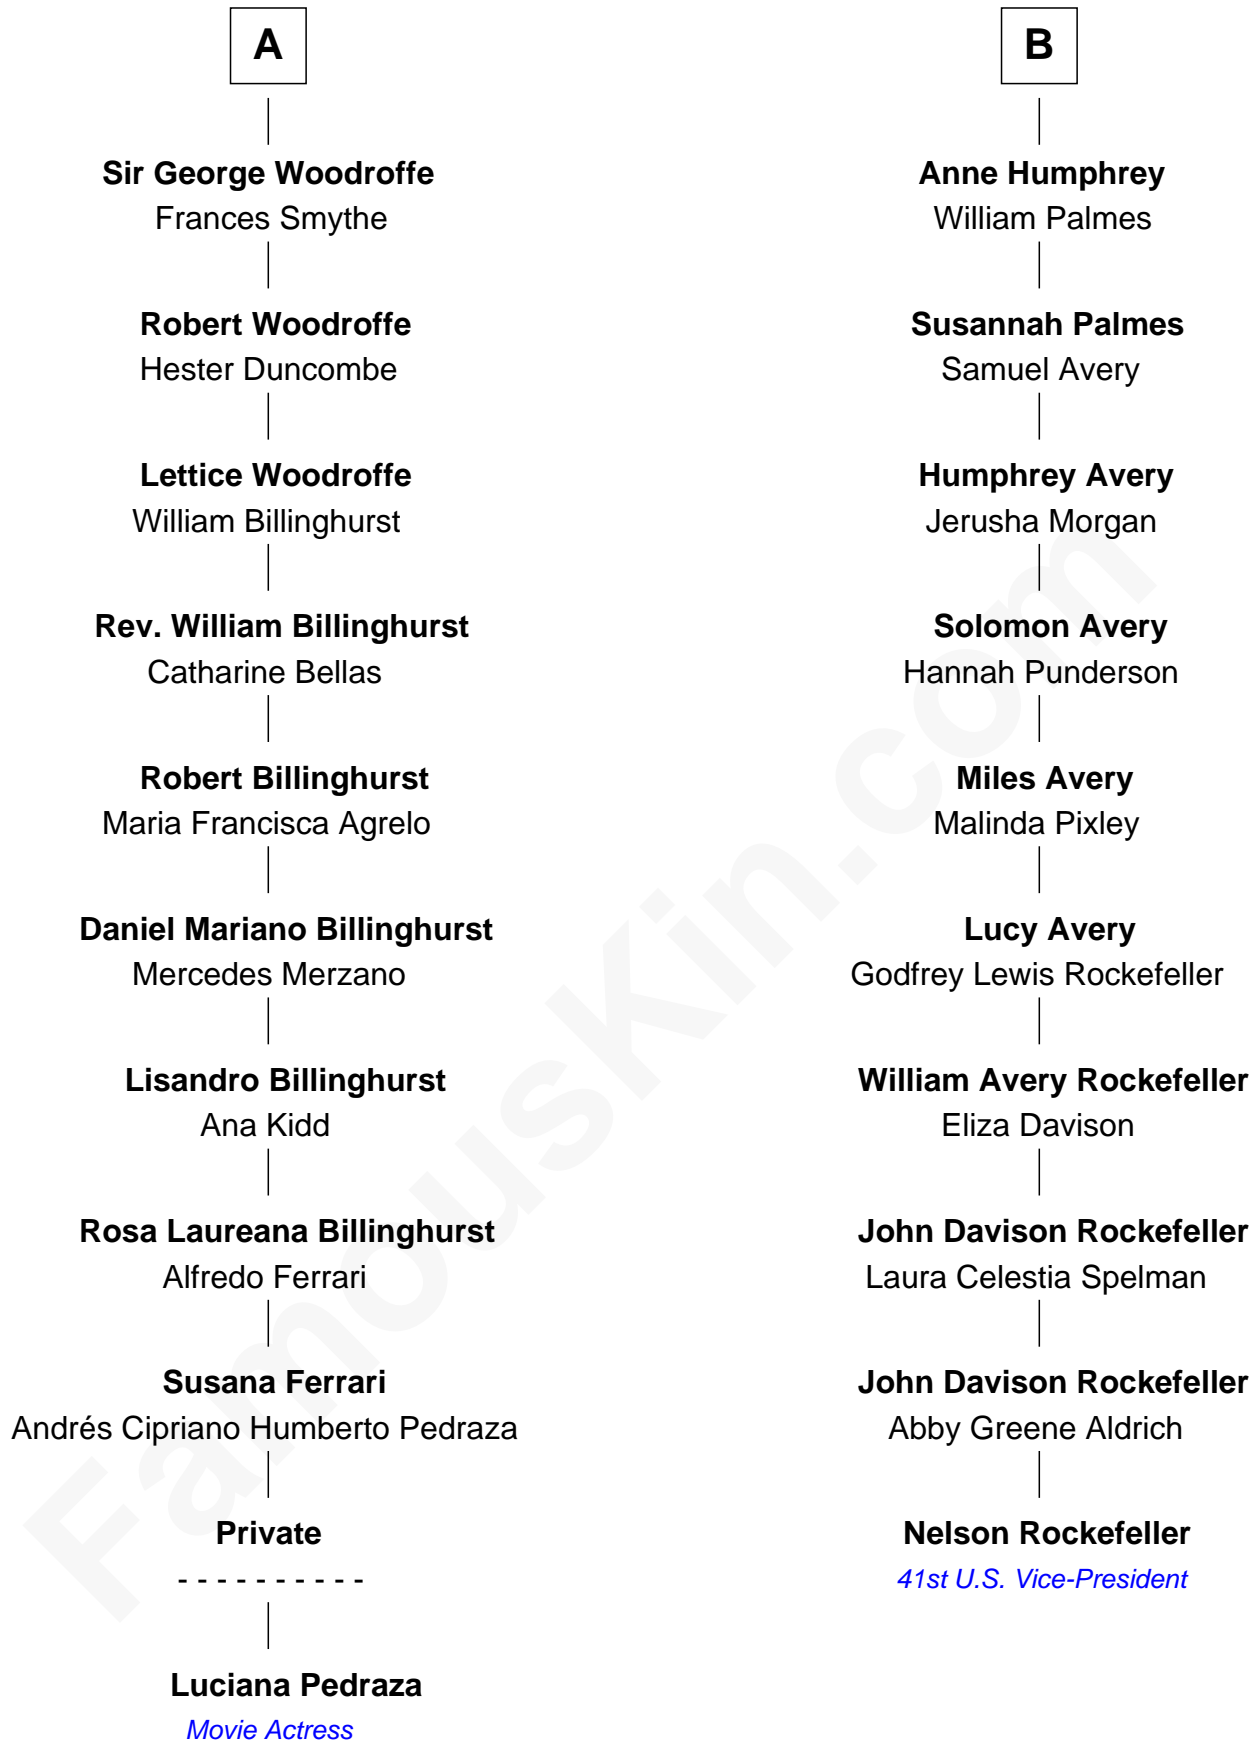 A
Sir George Woodroffe
Frances Smythe
Robert Woodroffe
Hester Duncombe
Lettice Woodroffe
William Billinghurst
Rev. William Billinghurst
Catharine Bellas
Robert Billinghurst
Maria Francisca Agrelo
Daniel Mariano Billinghurst
Mercedes Merzano
Lisandro Billinghurst
Ana Kidd
Rosa Laureana Billinghurst
Alfredo Ferrari
Susana Ferrari
Andrés Cipriano Humberto Pedraza
Private
- - - - - - - - - -
Luciana Pedraza
Movie Actress
B
Anne Humphrey
William Palmes
Susannah Palmes
Samuel Avery
Humphrey Avery
Jerusha Morgan
Solomon Avery
Hannah Punderson
Miles Avery
Malinda Pixley
Lucy Avery
Godfrey Lewis Rockefeller
William Avery Rockefeller
Eliza Davison
John Davison Rockefeller
Laura Celestia Spelman
John Davison Rockefeller
Abby Greene Aldrich
Nelson Rockefeller
41st U.S. Vice-President
FamousKin.com